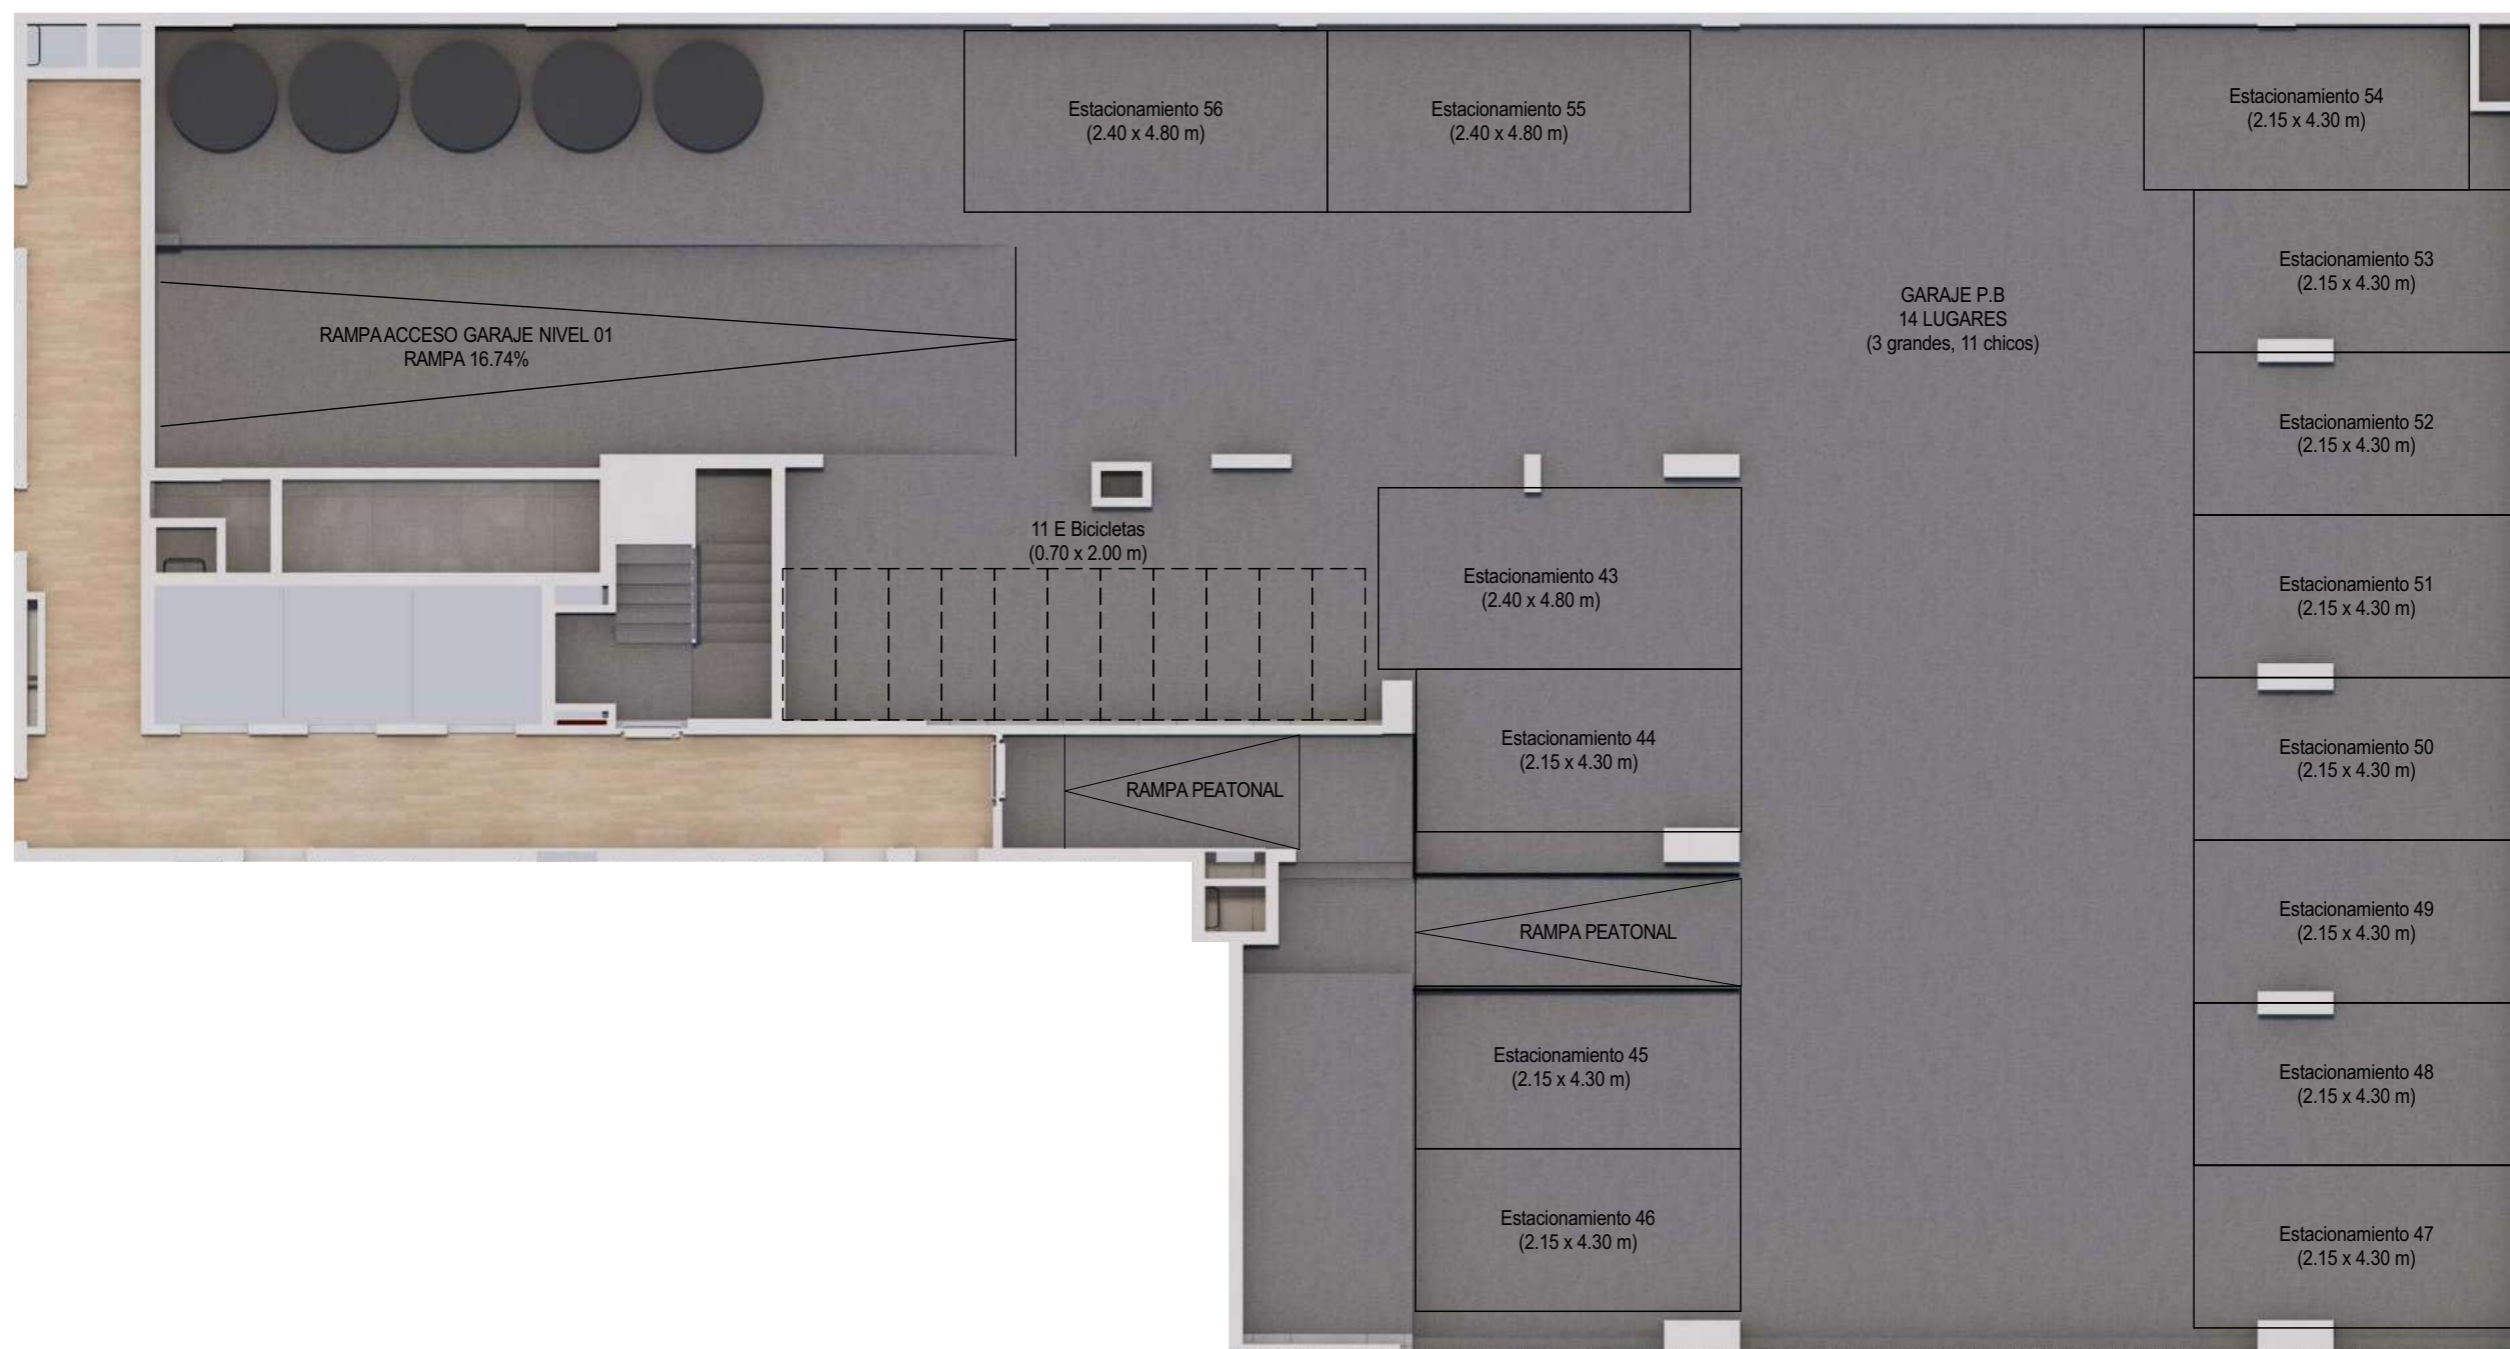 Estacionamiento 56
(2.40 x 4.80 m)
Estacionamiento 55
(2.40 x 4.80 m)
Estacionamiento 54
(2.15 x 4.30 m)
Estacionamiento 53
(2.15 x 4.30 m)
GARAJE P.B
14 LUGARES
(3 grandes, 11 chicos)
RAMPA ACCESO GARAJE NIVEL 01
RAMPA 16.74%
Estacionamiento 52
(2.15 x 4.30 m)
11 E Bicicletas
(0.70 x 2.00 m)
Estacionamiento 43
(2.40 x 4.80 m)
Estacionamiento 51
(2.15 x 4.30 m)
Estacionamiento 44
(2.15 x 4.30 m)
Estacionamiento 50
(2.15 x 4.30 m)
RAMPA PEATONAL
Estacionamiento 49
(2.15 x 4.30 m)
RAMPA PEATONAL
Estacionamiento 45
(2.15 x 4.30 m)
Estacionamiento 48
(2.15 x 4.30 m)
Estacionamiento 46
(2.15 x 4.30 m)
Estacionamiento 47
(2.15 x 4.30 m)